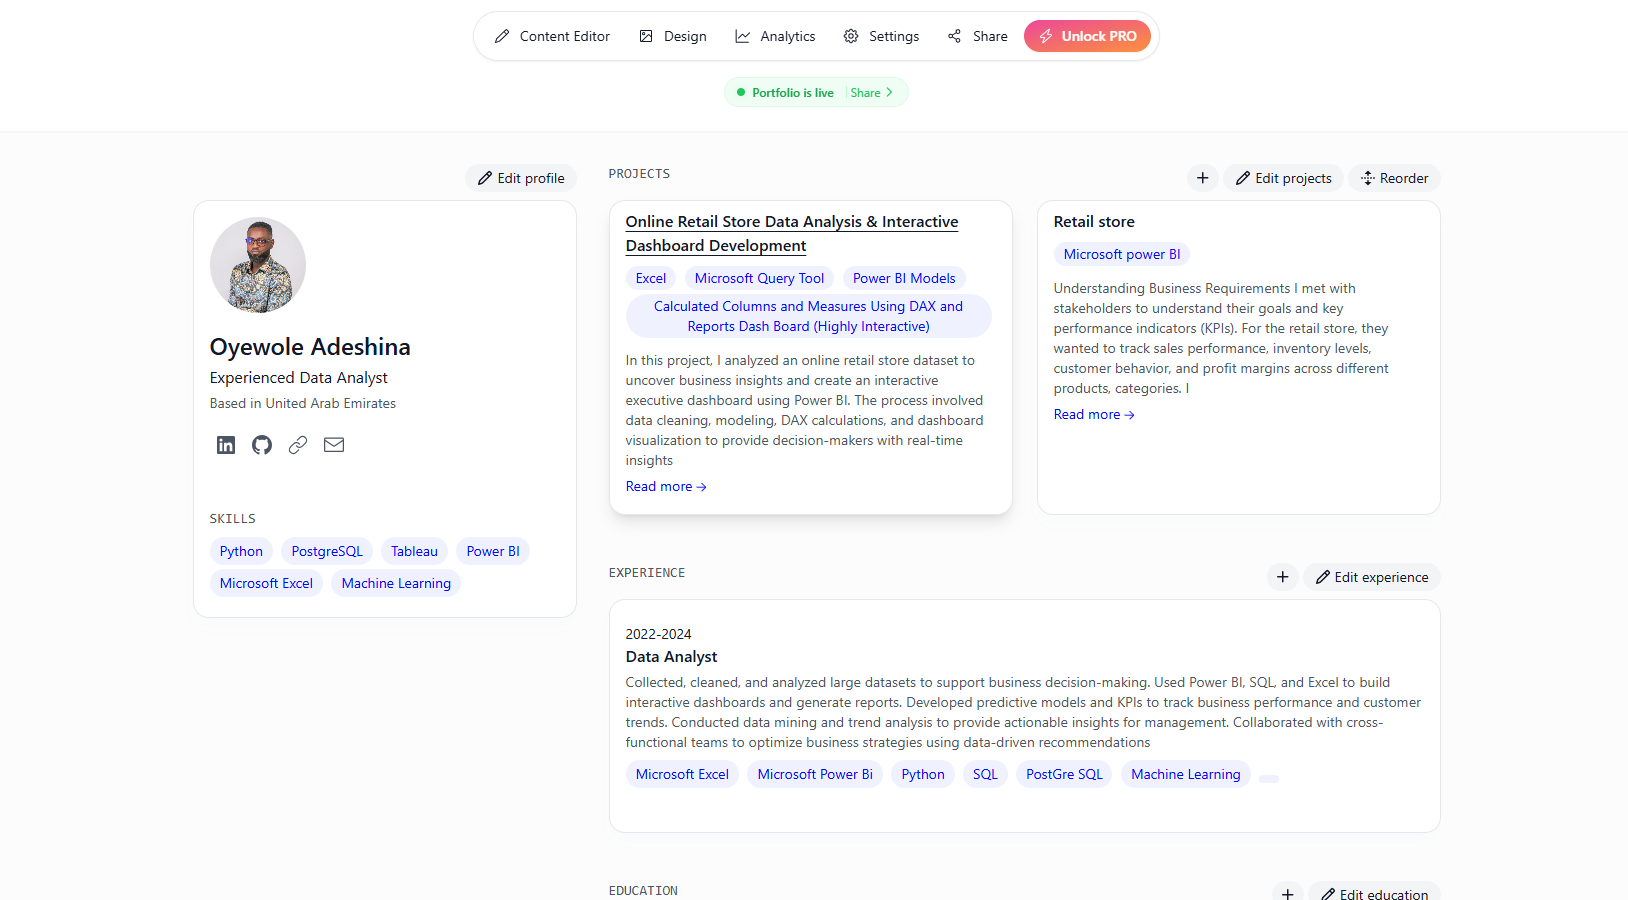 Content Editor
Design
Analytics
Settings
Share
Unlock PRO
Portfolio is live
Share
Edit profile
Oyewole Adeshina
Experienced Data Analyst
Based in United Arab Emirates
SKILLS
Python
PostgreSQL
Tableau
Power BI
Microsoft Excel
Machine Learning
PROJECTS
Edit projects
Reorder
Online Retail Store Data Analysis & Interactive
Dashboard Development
Excel
Microsoft Query Tool
Power BI Models
Calculated Columns and Measures Using DAX and
Reports Dash Board (Highly Interactive)
In this project, I analyzed an online retail store dataset to
uncover business insights and create an interactive
executive dashboard using Power BI. The process involved
data cleaning, modeling, DAX calculations, and dashboard
visualization to provide decision-makers with real-time
insights
Read more →
Retail store
Microsoft power BI
Understanding Business Requirements I met with
stakeholders to understand their goals and key
performance indicators (KPIs). For the retail store, they
wanted to track sales performance, inventory levels,
customer behavior, and profit margins across different
products, categories. I
Read more →
EXPERIENCE
Edit experience
2022-2024
Data Analyst
Collected, cleaned, and analyzed large datasets to support business decision-making. Used Power BI, SQL, and Excel to build
interactive dashboards and generate reports. Developed predictive models and KPIs to track business performance and customer
trends. Conducted data mining and trend analysis to provide actionable insights for management. Collaborated with cross-
functional teams to optimize business strategies using data-driven recommendations
Microsoft Excel
Microsoft Power Bi
Python
SQL
PostGre SQL
Machine Learning
EDUCATION
Edit education